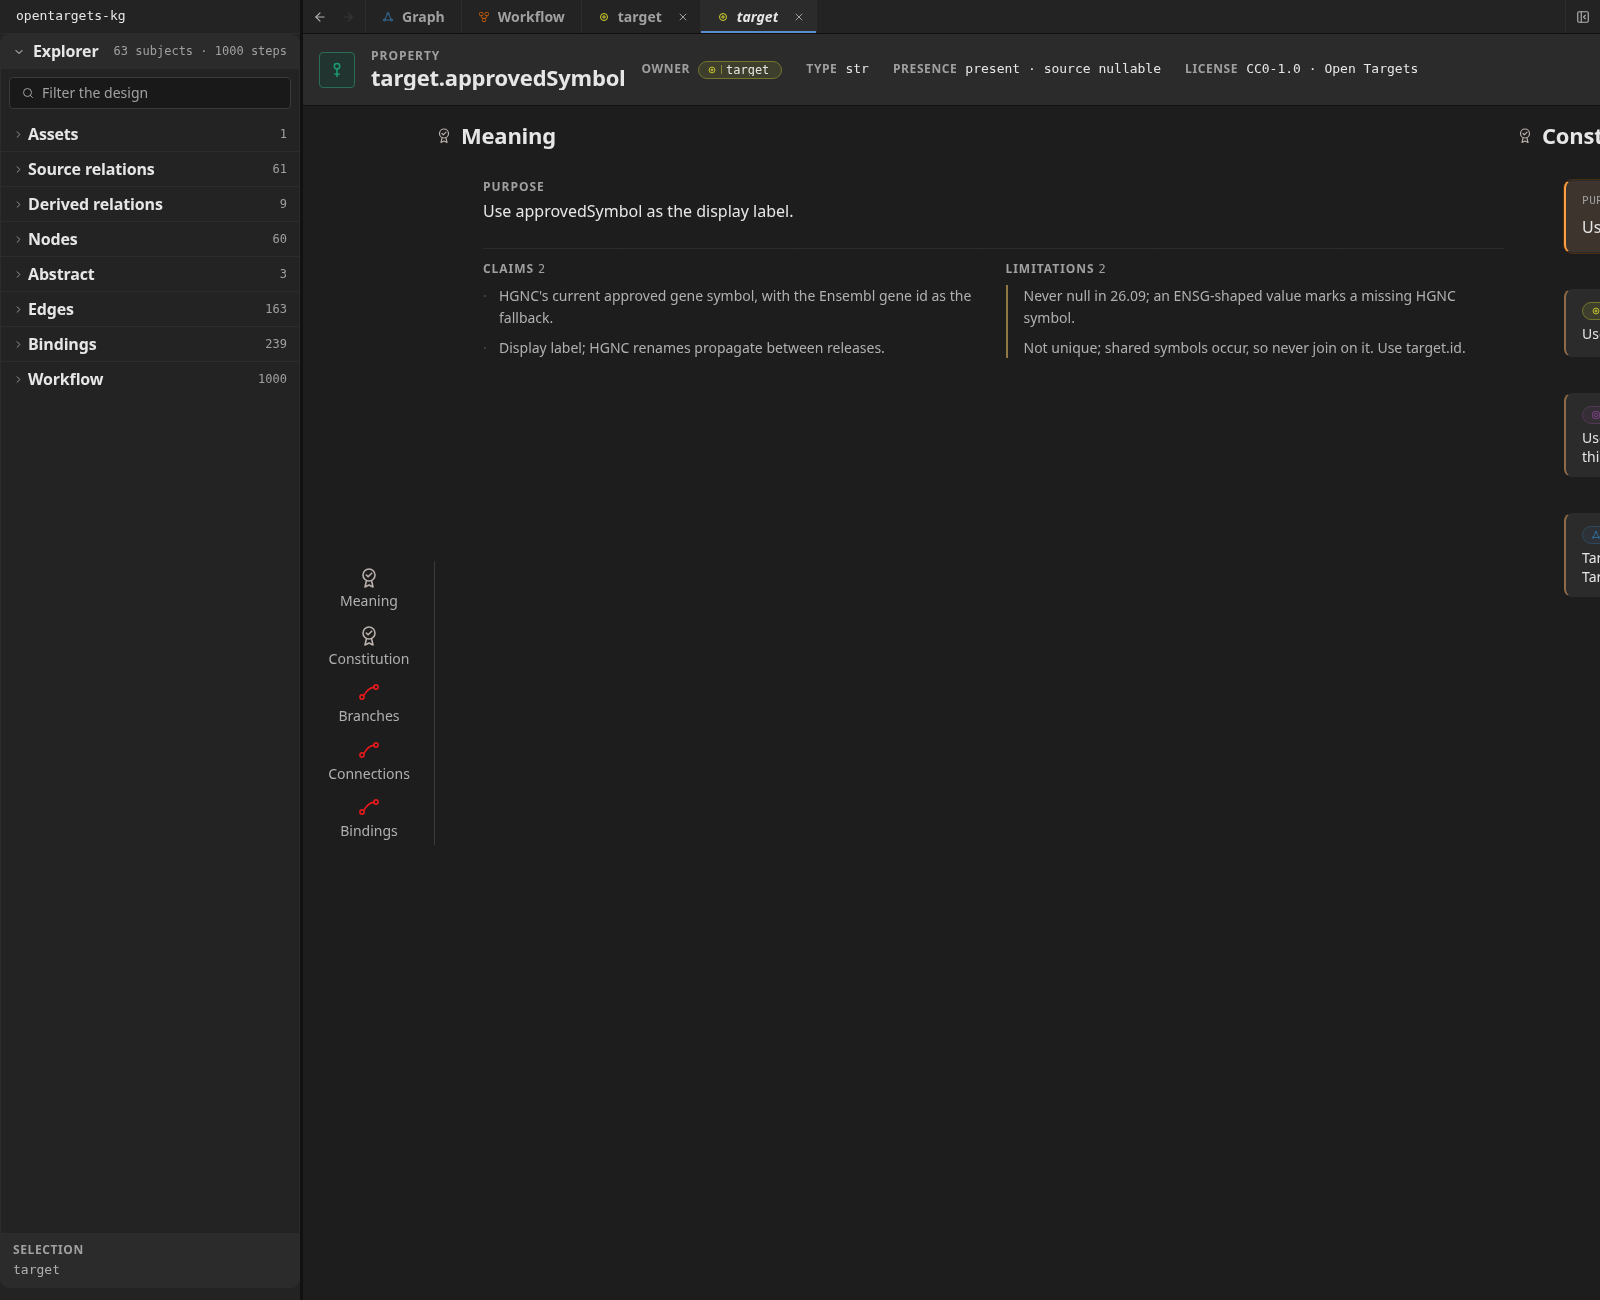 opentargets-kg
Graph
Workflow
target
target
Explorer 63 subjects · 1000 steps
Filter the design
Assets 1
Source relations 61
Derived relations 9
Nodes 60
Abstract 3
Edges 163
Bindings 239
Workflow 1000
SELECTION
target
PROPERTY
target.approvedSymbol
OWNER target TYPE str PRESENCE present · source nullable LICENSE CC0-1.0 · Open Targets
Meaning
Constitution
Branches
Connections
Bindings
Meaning
PURPOSE
Use approvedSymbol as the display label.
CLAIMS 2
HGNC's current approved gene symbol, with the Ensembl gene id as the
fallback.
Display label; HGNC renames propagate between releases.
LIMITATIONS 2
Never null in 26.09; an ENSG-shaped value marks a missing HGNC
symbol.
Not unique; shared symbols occur, so never join on it. Use target.id.